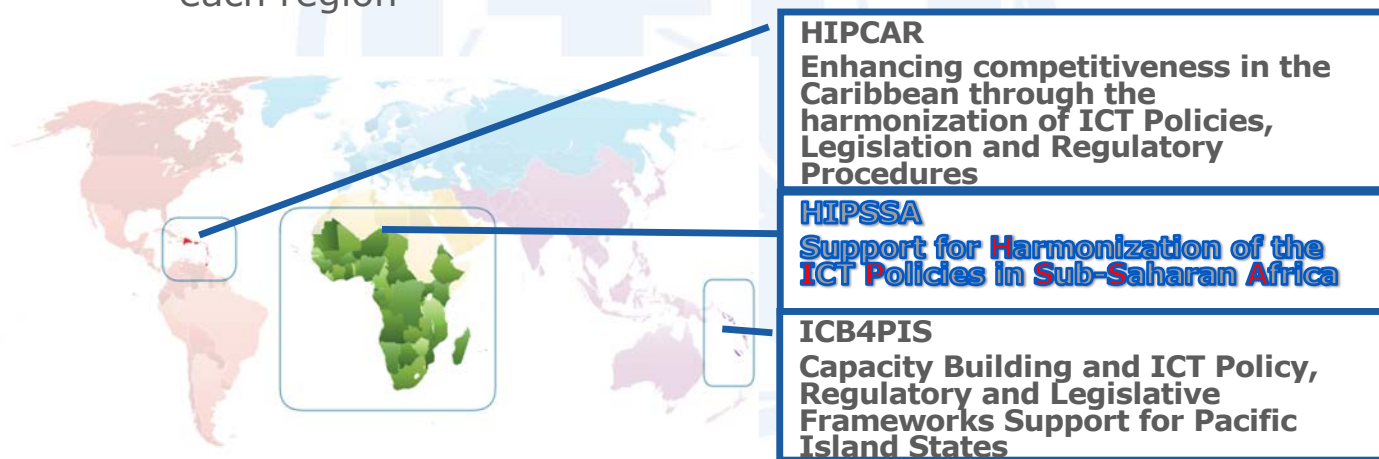 each region
HIPCAR
Enhancing competitiveness in the
Caribbean through the
harmonization of ICT Policies,
Legislation and Regulatory
Procedures
HIPSSA
Support for Harmonization of the
ICT Policies in Sub-Saharan Africa
ICB4PIS
Capacity Building and ICT Policy,
Regulatory and Legislative
Frameworks Support for Pacific
Island States